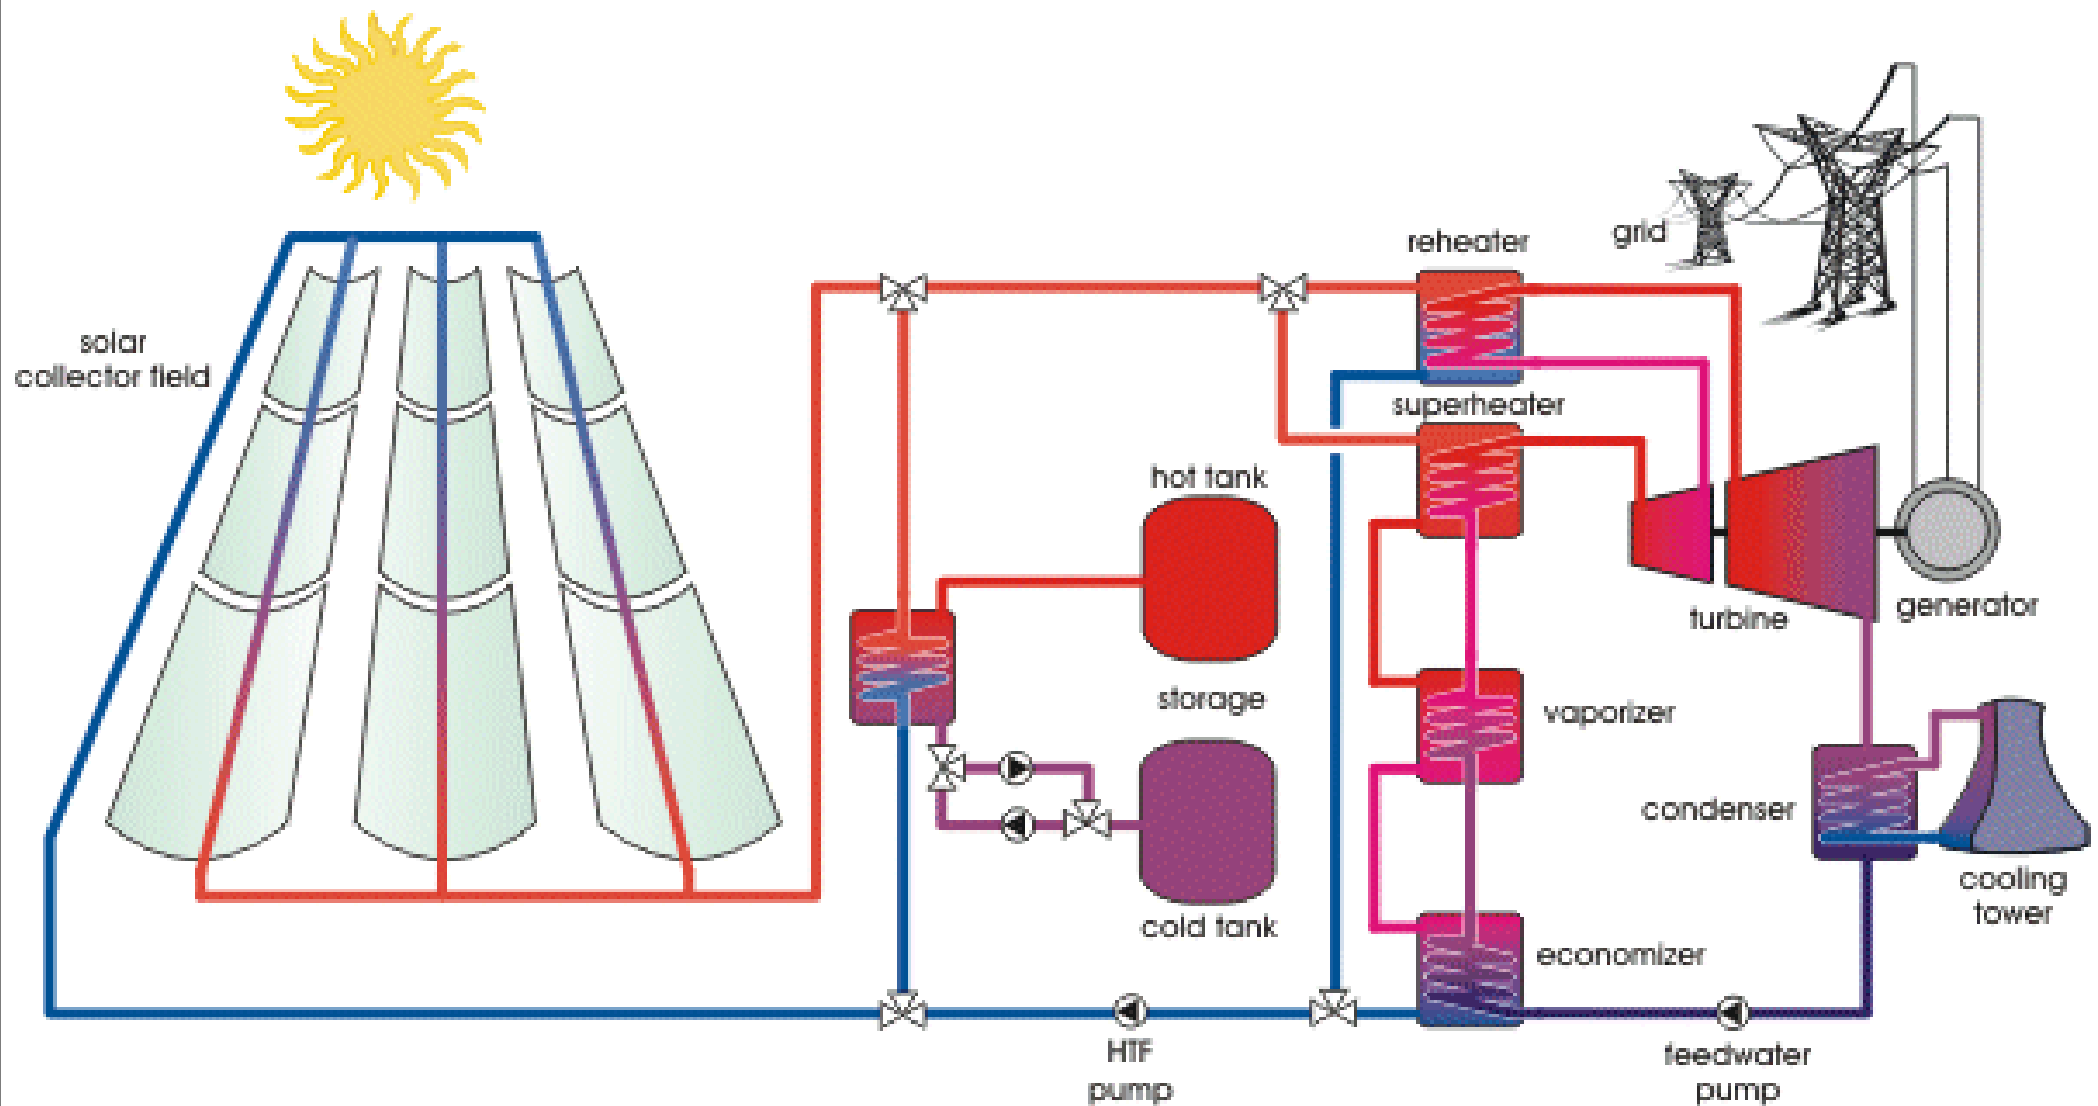 solar
collector field
reheater
grid
superheater
hot tank
storage
cold tank
turbine
generator
vaporizer
condenser
cooling
tower
economizer
HTF
pump
feedwater
pump